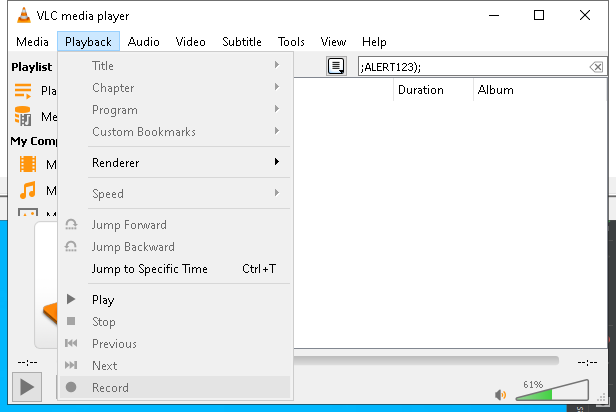 VLC media player
Media Playback Audio Video Subtitle Tools View Help
Playlist
;ALERT123);
Title
Pla
Duration Album
Chapter
Me
Program
Custom Bookmarks
My Comp
Renderer
M
Speed
M
Jump Forward
Jump Backward
Jump to Specific Time Ctrl+T
Play
Stop
Previous
--:-- --:--
Next
Record
61%